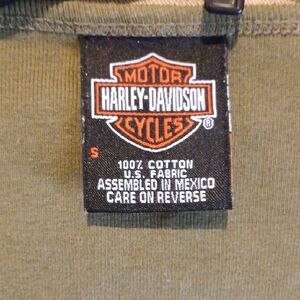 MOTOR
HARLEY-DAVIDSON
CYCLES ®
S
100% COTTON
U.S. FABRIC
ASSEMBLED IN MEXICO
CARE ON REVERSE